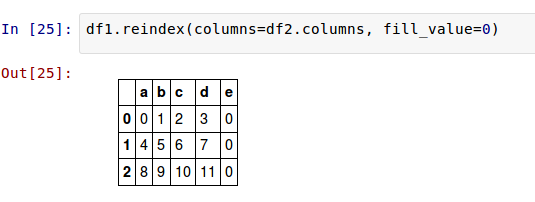 In [25]: df1.reindex(columns=df2.columns, fill_value=0)
Out[25]:
a b c d e
0 0 1 2 3 0
1 4 5 6 7 0
2 8 9 10 11 0